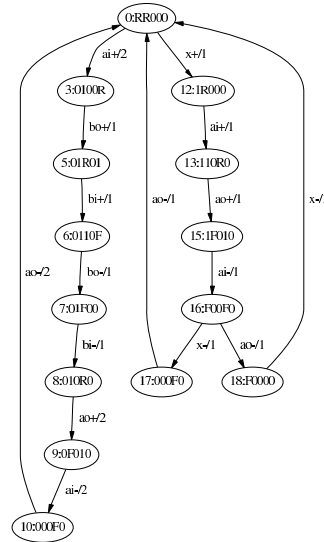 0:RR000
ai+/2
x+/1
3:0100R
12:1R000
bo+/1
ai+/1
5:01R01
13:110R0
bi+/1
ao+/1
6:0110F
15:1F010
ao-/2
bo-/1
ao-/1
ai-/1
x-/
7:01F00
16:F00F0
bi-/1
x-/1
ao-/1
8:010R0
17:000F0
18:F0000
ao+/2
9:0F010
ai-/2
10:000F0